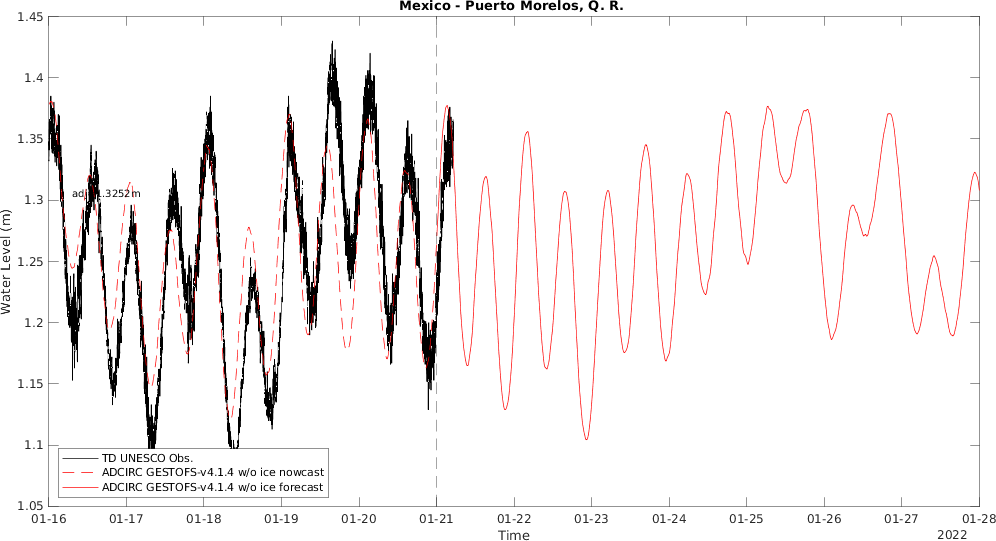 Mexico - Puerto Morelos, Q. R.
1.45
1.4
1.35
1.3
1.25
1.2
1.15
1.1
1.05
Water Level (m)
1.3252m
TD UNESCO Obs.
ADCIRC GESTOFS-v4.1.4 w/o ice nowcast
ADCIRC GESTOFS-v4.1.4 w/o ice forecast
01-16 01-17 01-18 01-19 01-20 01-21 01-22 01-23 01-24 01-25 01-26 01-27 01-28
Time
2022